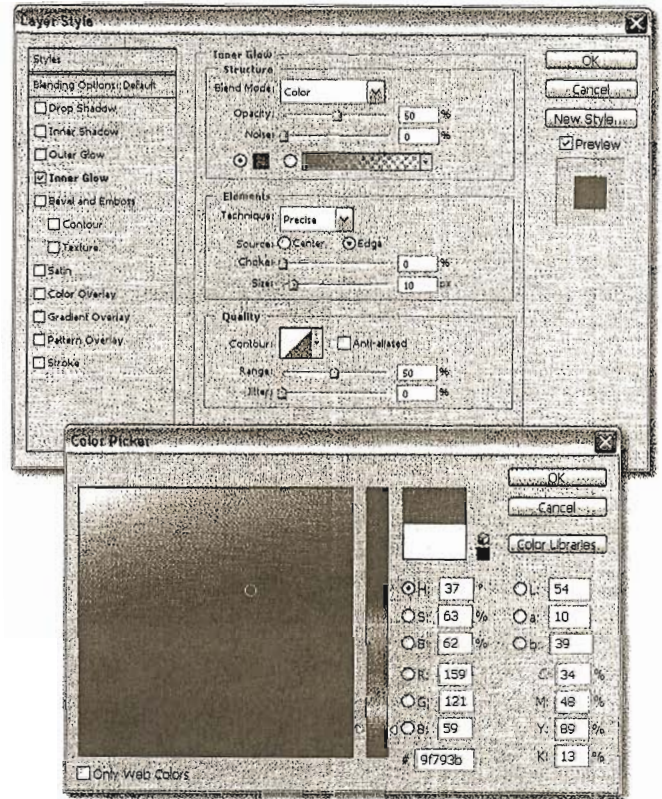 Layer Style
Styles
Blending Options: Default
Drop Shadow
Inner Shadow
Outer Glow
Inner Glow
Bevel and Emboss
Contour
Texture
Satin
Color Overlay
Gradient Overlay
Pattern Overlay
Stroke
Inner Glow
Structure
Blend Mode: Color
Opacity: 50 %
Noise: 0 %
Elements
Technique: Precise
Source: Center Edge
Choke: 0 %
Size: 10 px
Quality
Contour: Anti-aliased
Range: 50 %
Jitter: 0 %
OK
Cancel
New Style...
Preview
Color Picker
OK
Cancel
Color Libraries
H: 37 °
S: 63 %
B: 62 %
R: 159
G: 121
B: 59
# 9f793b
L: 54
a: 10
b: 39
C: 34 %
M: 48 %
Y: 89 %
K: 13 %
Only Web Colors